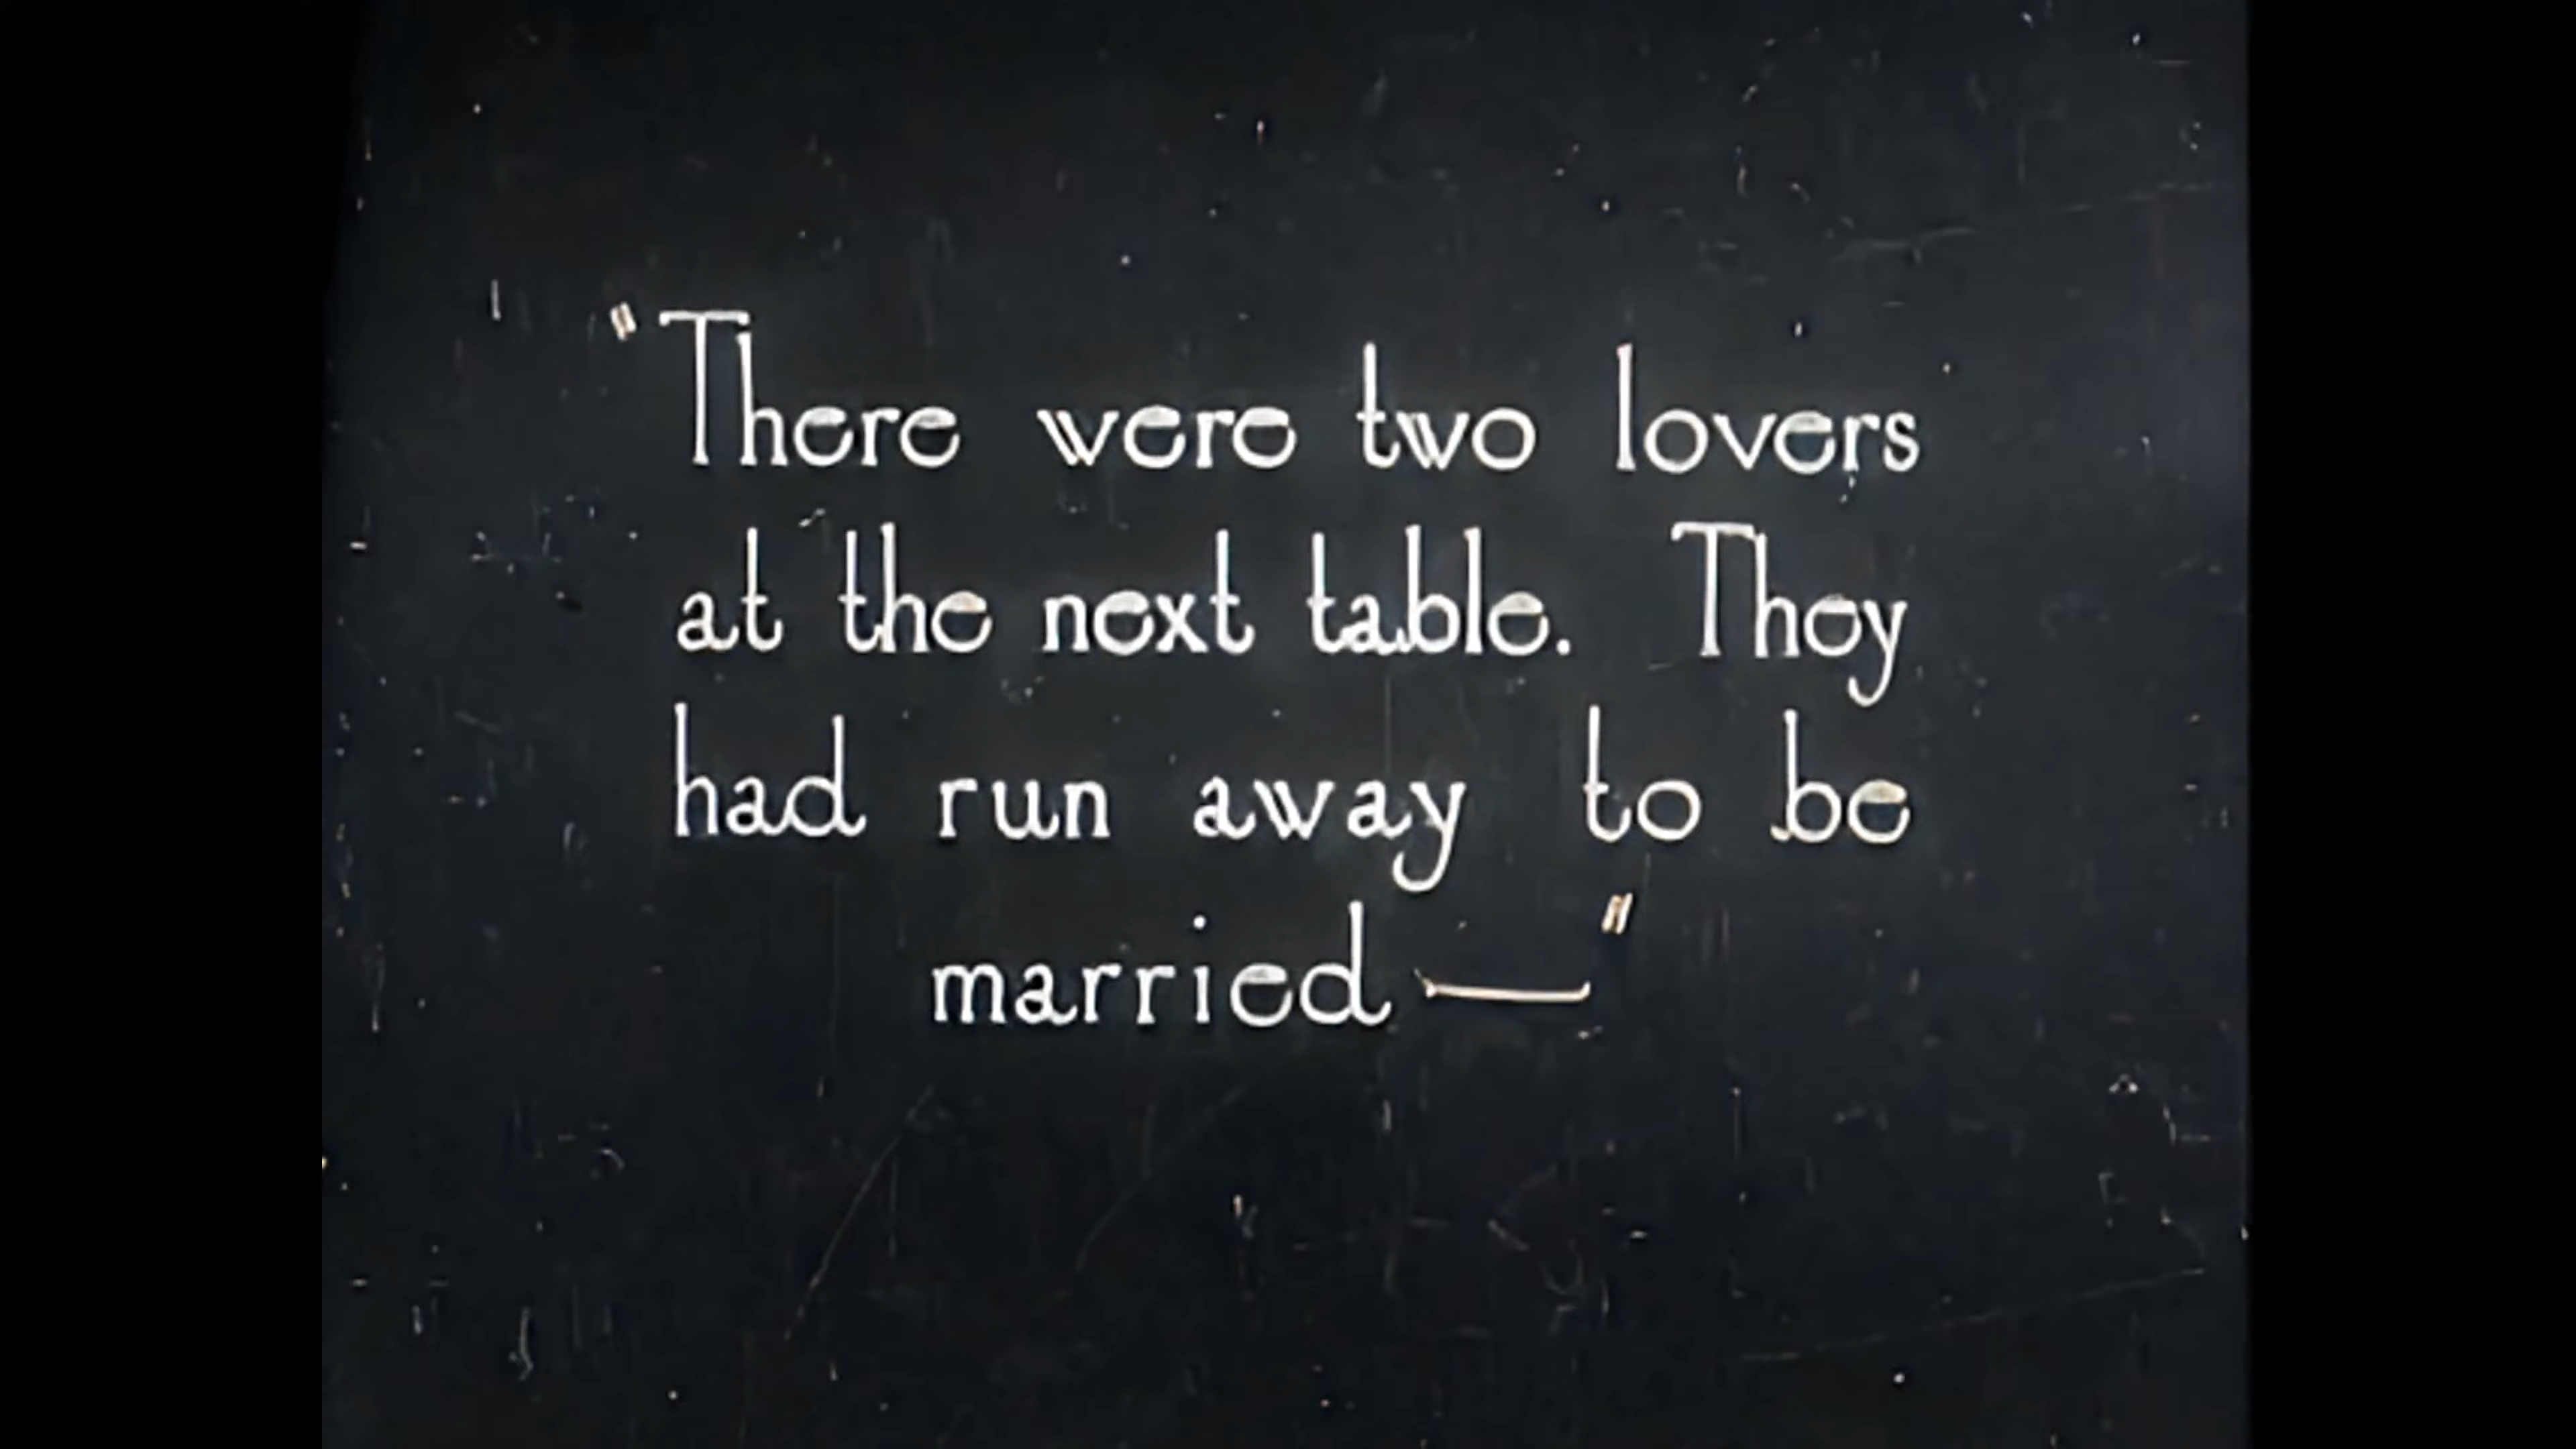 "There were two lovers
at the next table. They
had run away to be
married—"